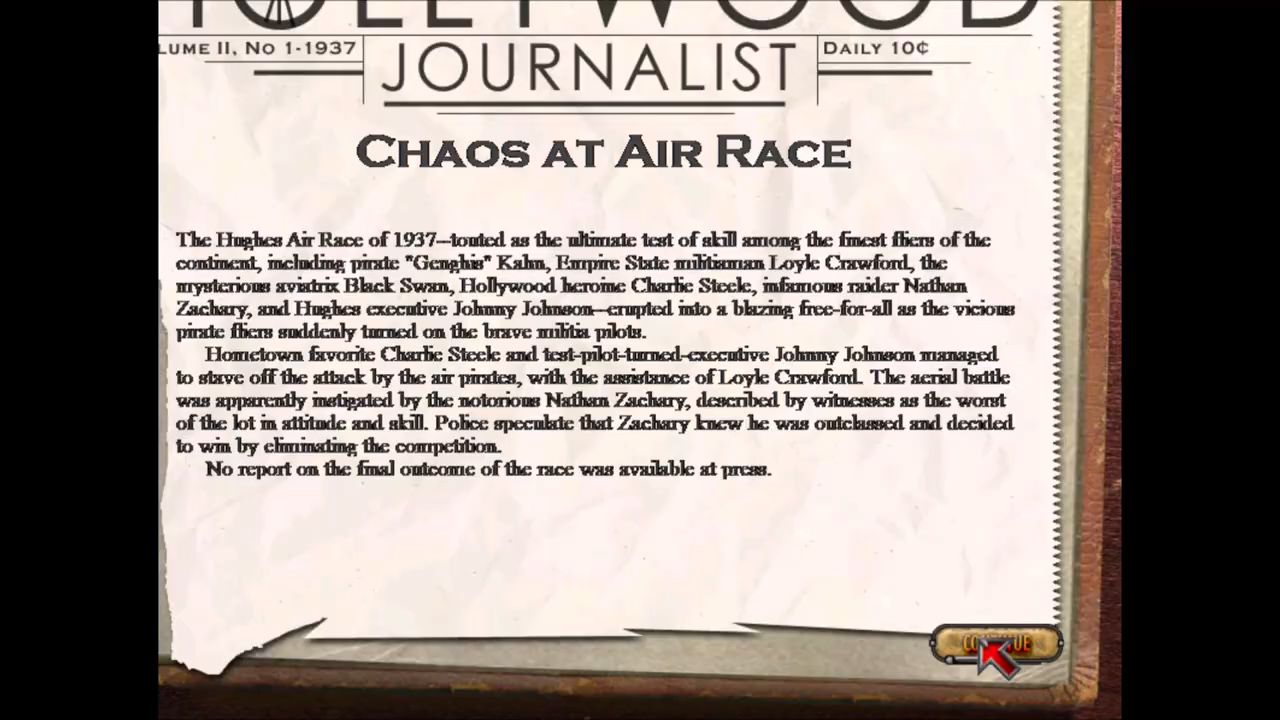 HOLLYWOOD
LUME II, NO 1-1937
JOURNALIST
DAILY 10¢
CHAOS AT AIR RACE
The Hughes Air Race of 1937--touted as the ultimate test of skill among the finest fliers of the
continent, including pirate "Genghis" Kahn, Empire State militiaman Loyle Crawford, the
mysterious aviatrix Black Swan, Hollywood heroine Charlie Steele, infamous raider Nathan
Zachary, and Hughes executive Johnny Johnson--erupted into a blazing free-for-all as the vicious
pirate fliers suddenly turned on the brave militia pilots.
Hometown favorite Charlie Steele and test-pilot-turned-executive Johnny Johnson managed
to stave off the attack by the air pirates, with the assistance of Loyle Crawford. The aerial battle
was apparently instigated by the notorious Nathan Zachary, described by witnesses as the worst
of the lot in attitude and skill. Police speculate that Zachary knew he was outclassed and decided
to win by eliminating the competition.
No report on the final outcome of the race was available at press.
CONTINUE